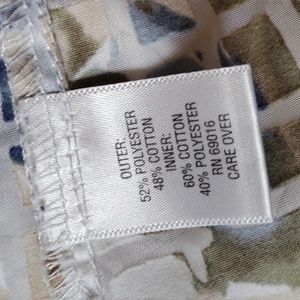 OUTER:
52% POLYESTER
48% COTTON
INNER:
60% COTTON
40% POLYESTER
RN 69016
CARE OVER